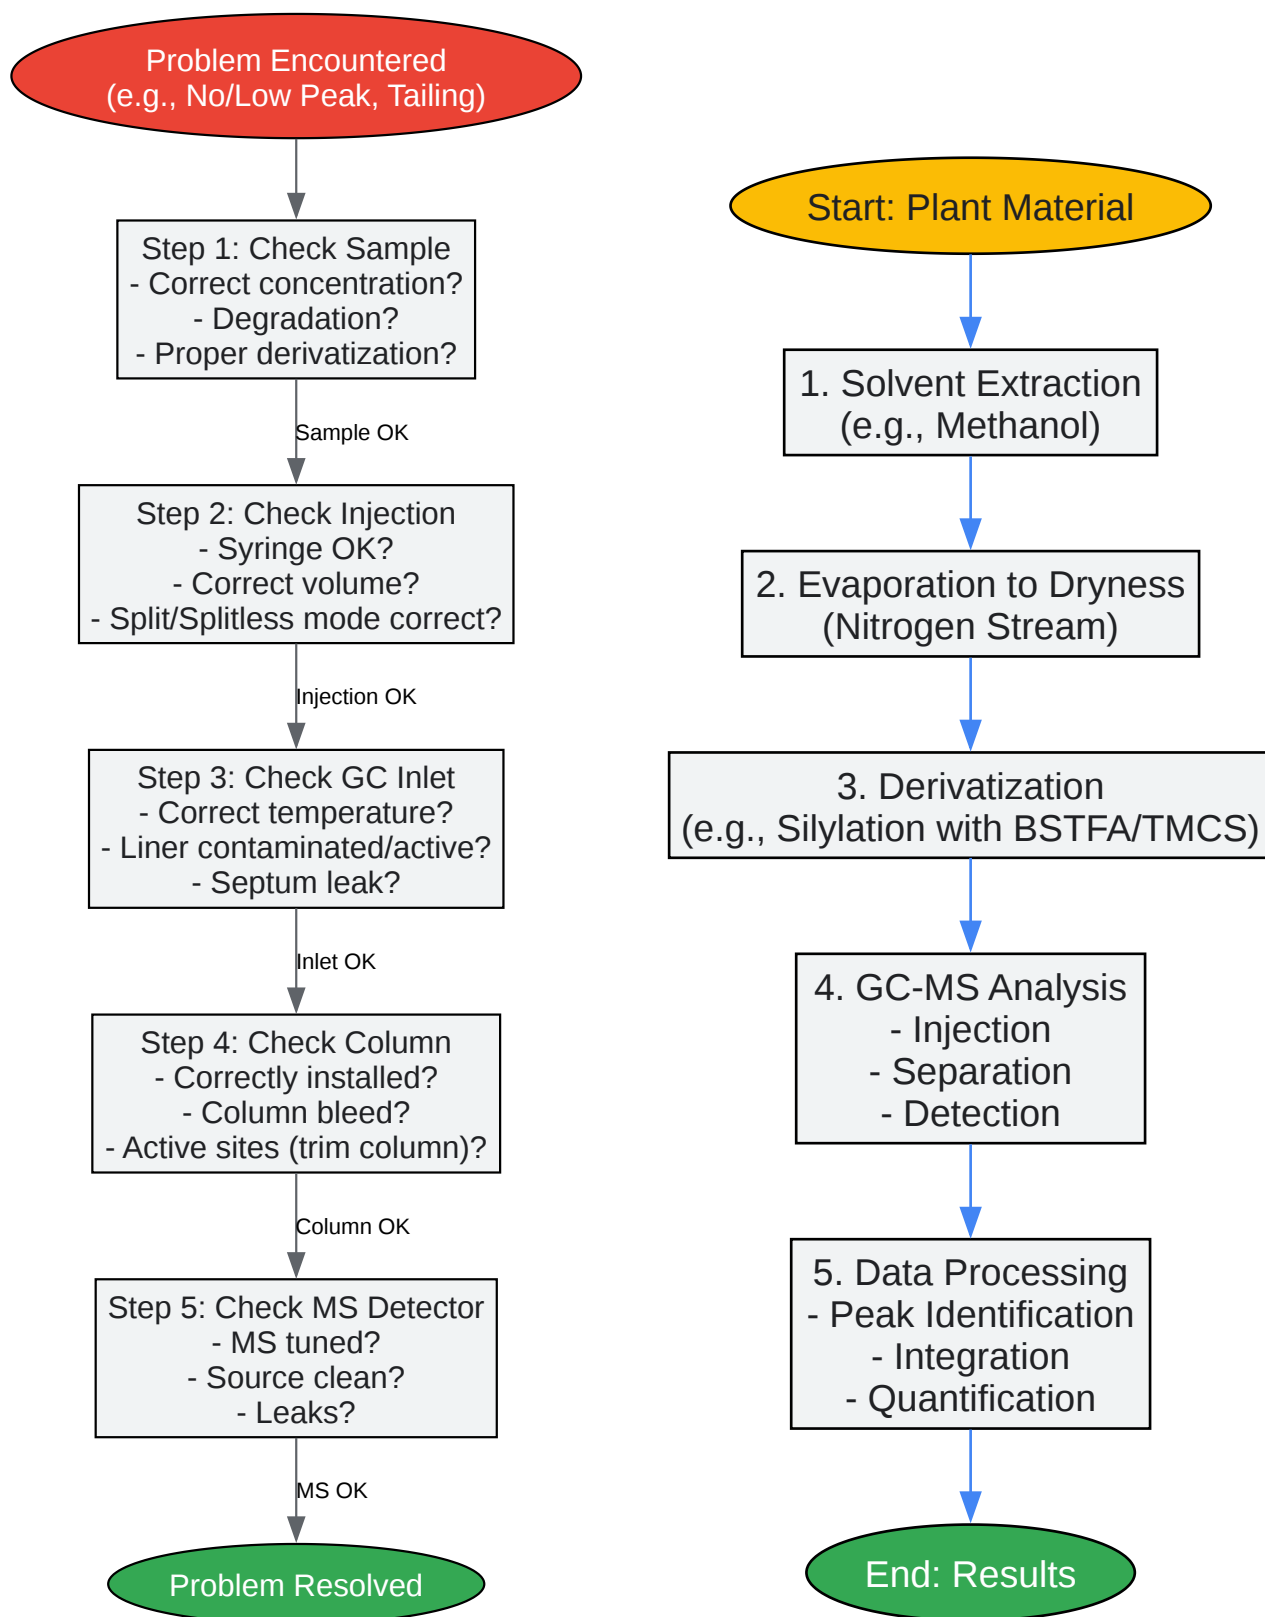 Problem Encountered
(e.g., No/Low Peak, Tailing)
Step 1: Check Sample
- Correct concentration?
- Degradation?
- Proper derivatization?
Sample OK
Step 2: Check Injection
- Syringe OK?
- Correct volume?
- Split/Splitless mode correct?
Injection OK
Step 3: Check GC Inlet
- Correct temperature?
- Liner contaminated/active?
- Septum leak?
Inlet OK
Step 4: Check Column
- Correctly installed?
- Column bleed?
- Active sites (trim column)?
Column OK
Step 5: Check MS Detector
- MS tuned?
- Source clean?
- Leaks?
MS OK
Problem Resolved
Start: Plant Material
1. Solvent Extraction
(e.g., Methanol)
2. Evaporation to Dryness
(Nitrogen Stream)
3. Derivatization
(e.g., Silylation with BSTFA/TMCS)
4. GC-MS Analysis
- Injection
- Separation
- Detection
5. Data Processing
- Peak Identification
- Integration
- Quantification
End: Results